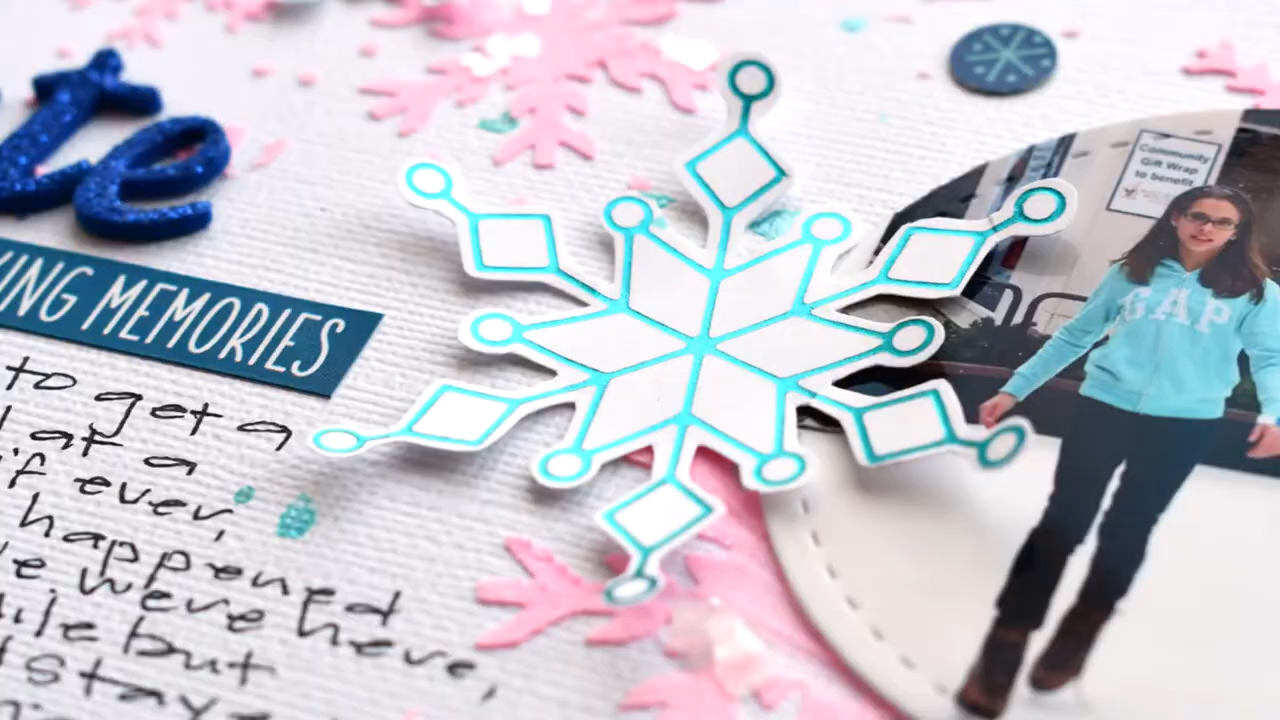 te
ING MEMORIES
to get a
at a
if ever,
happened
we were here,
but
stay
Community
Gift Wrap
to benefit
GAP